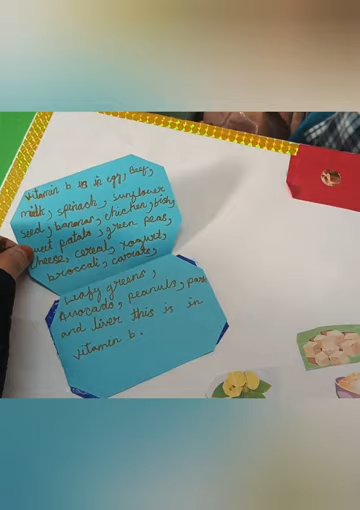 Vitamin b is in egg, Beef,
milk, spinach, sunflower
seed, bananas, chicken, fish,
sweet potato, green peas,
cheese, cereal, yogurt,
broccoli, carrots,
Leafy greens,
Avocado, peanuts, pork
and liver this is in
vitamin b.